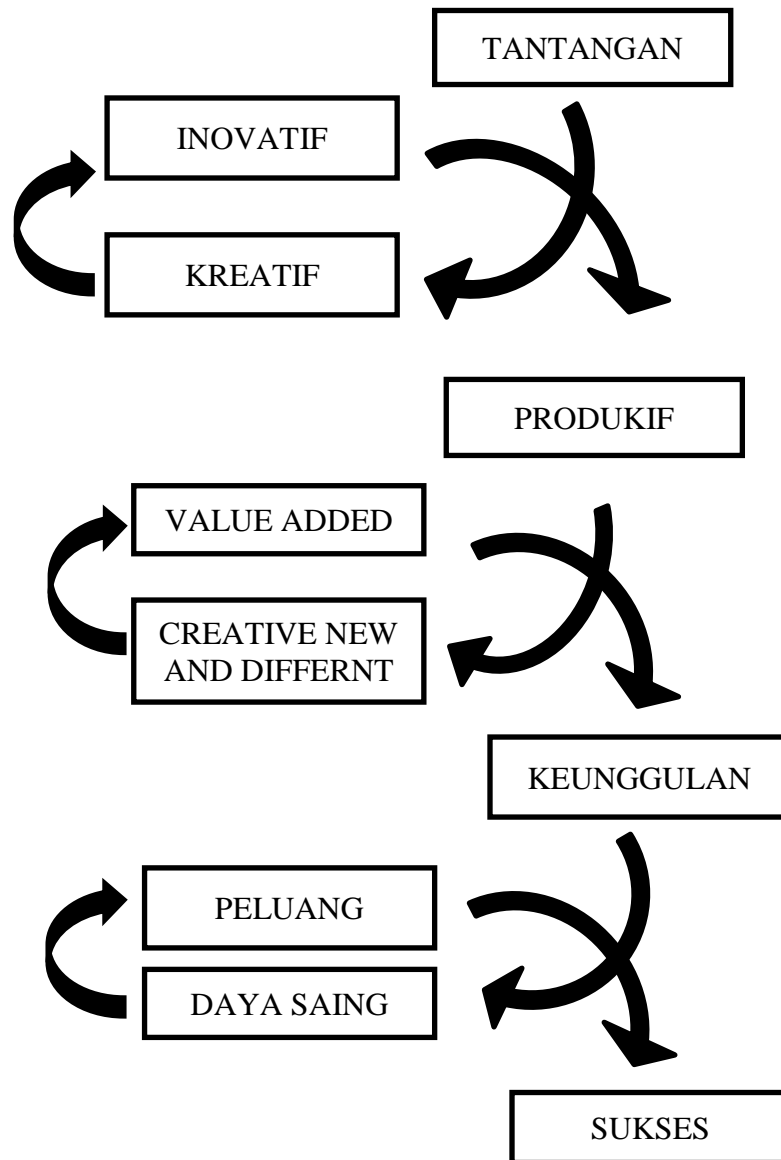 TANTANGAN
INOVATIF
KREATIF
PRODUKIF
VALUE ADDED
CREATIVE NEW
AND DIFFERNT
KEUNGGULAN
PELUANG
DAYA SAING
SUKSES